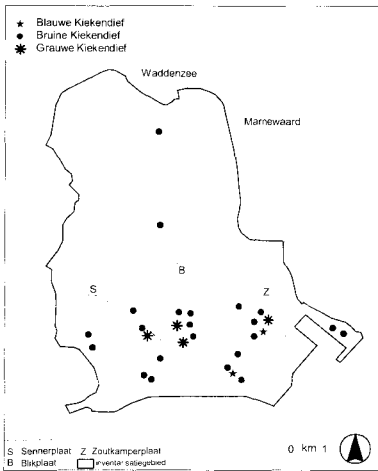 Blauwe Kiekendief
Bruine Kiekendief
Grauwe Kiekendief
Waddenzee
Marnewaard
B
S
Z
S Sennerplaat Z Zoutkamperplaat
B Blikplaat inventarisatiegebied
0 km 1